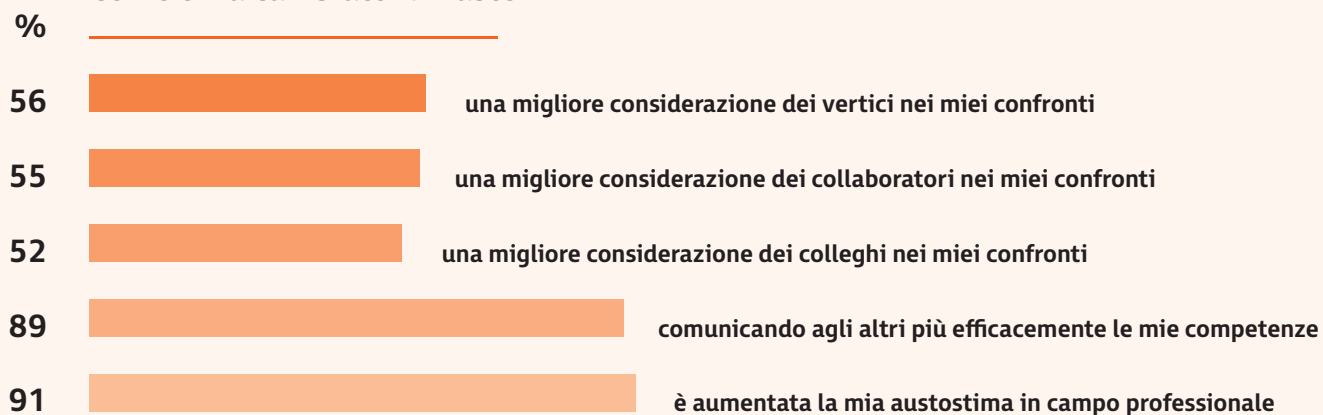 %
56 una migliore considerazione dei vertici nei miei confronti
55 una migliore considerazione dei collaboratori nei miei confronti
52 una migliore considerazione dei colleghi nei miei confronti
89 comunicando agli altri più efficacemente le mie competenze
91 è aumentata la mia austostima in campo professionale